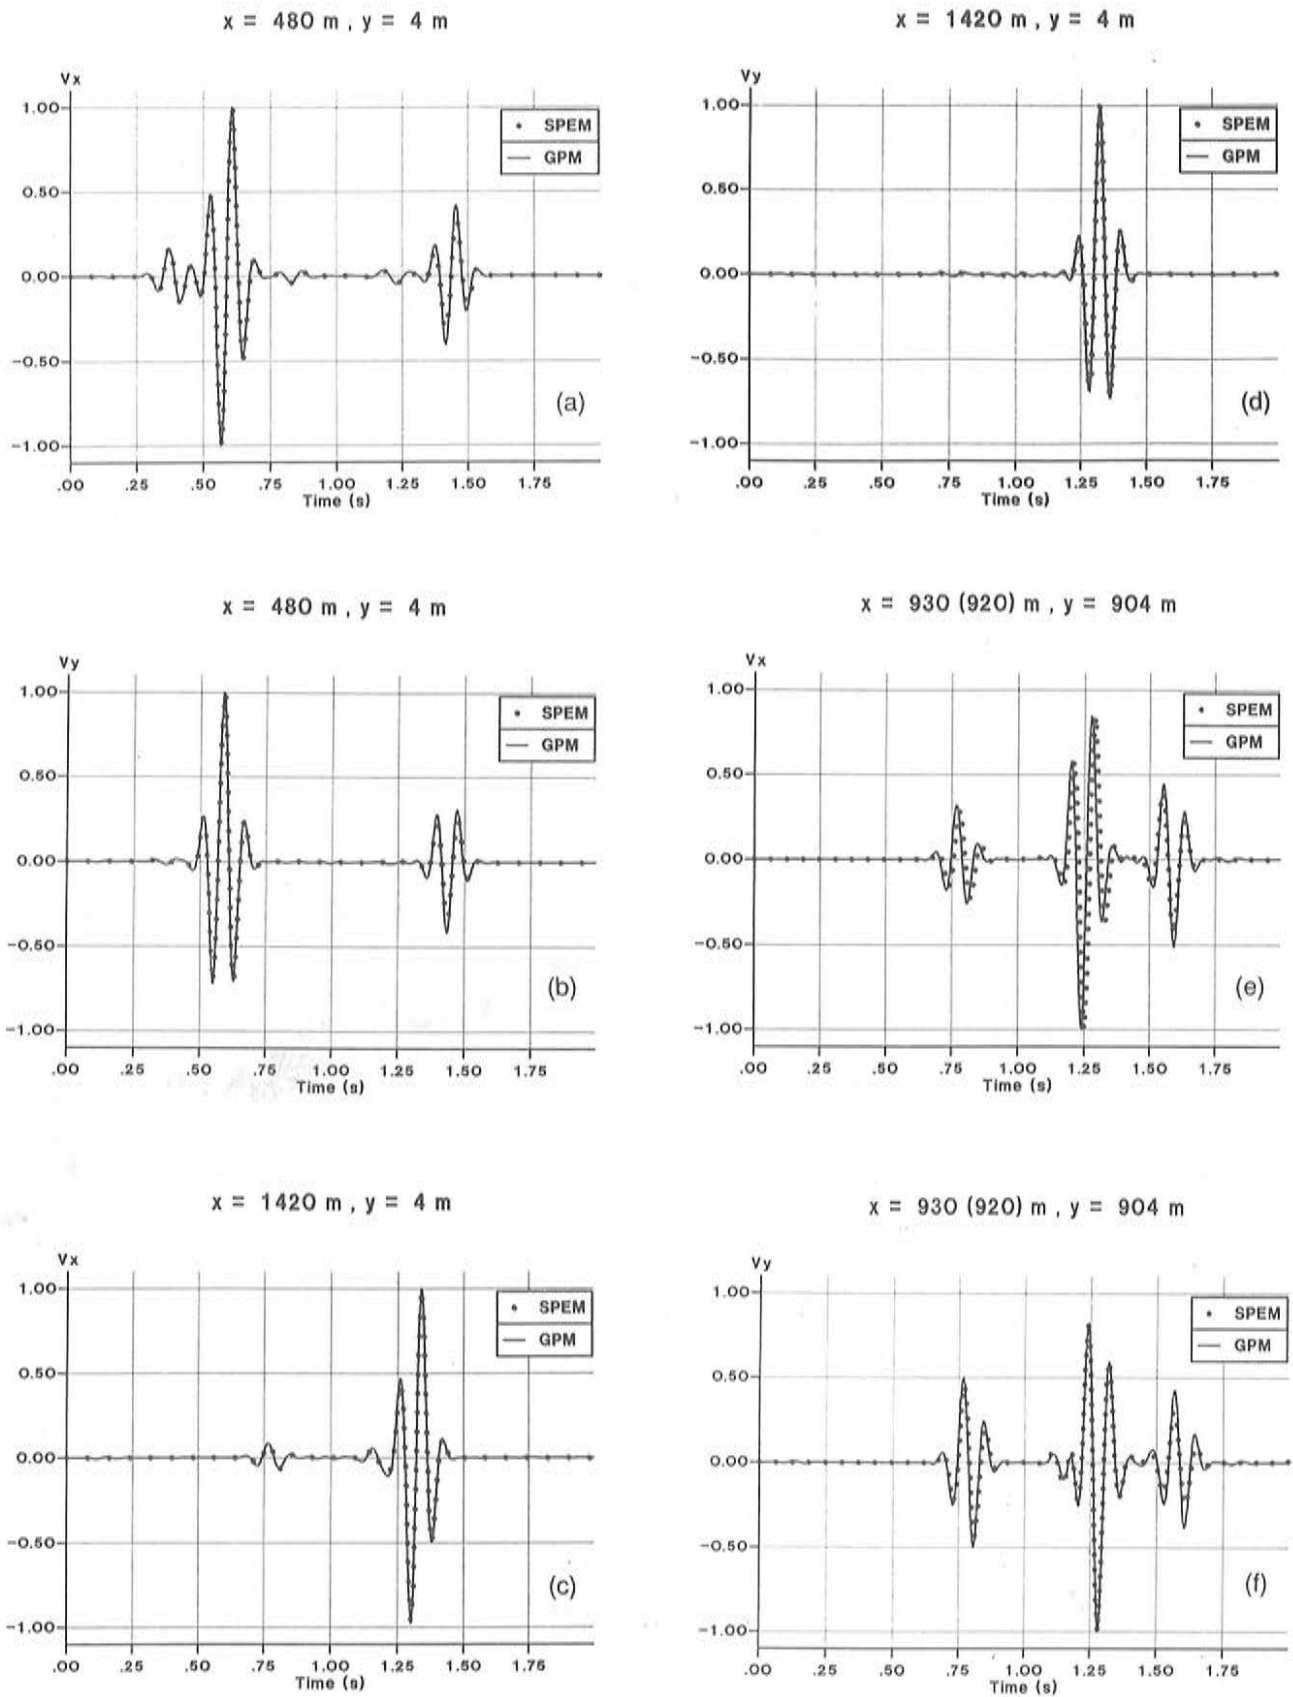 x = 480 m , y = 4 m
Vx
1.00
0.50
0.00
−0.50
−1.00
SPEM
GPM
(a)
.00 .25 .50 .75 1.00 1.25 1.50 1.75
Time (s)
x = 480 m , y = 4 m
Vy
1.00
0.50
0.00
−0.50
−1.00
SPEM
GPM
(b)
.00 .25 .50 .75 1.00 1.25 1.50 1.75
Time (s)
x = 1420 m , y = 4 m
Vx
1.00
0.50
0.00
−0.50
−1.00
SPEM
GPM
(c)
.00 .25 .50 .75 1.00 1.25 1.50 1.75
Time (s)
x = 1420 m , y = 4 m
Vy
1.00
0.50
0.00
−0.50
−1.00
SPEM
GPM
(d)
.00 .25 .50 .75 1.00 1.25 1.50 1.75
Time (s)
x = 930 (920) m , y = 904 m
Vx
1.00
0.50
0.00
−0.50
−1.00
SPEM
GPM
(e)
.00 .25 .50 .75 1.00 1.25 1.50 1.75
Time (s)
x = 930 (920) m , y = 904 m
Vy
1.00
0.50
0.00
−0.50
−1.00
SPEM
GPM
(f)
.00 .25 .50 .75 1.00 1.25 1.50 1.75
Time (s)